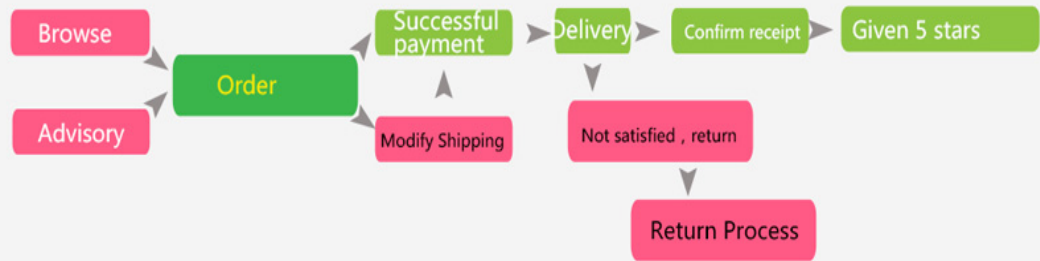 Browse
Advisory
Order
Successful
payment
Modify Shipping
Delivery
Not satisfied , return
Return Process
Confirm receipt
Given 5 stars